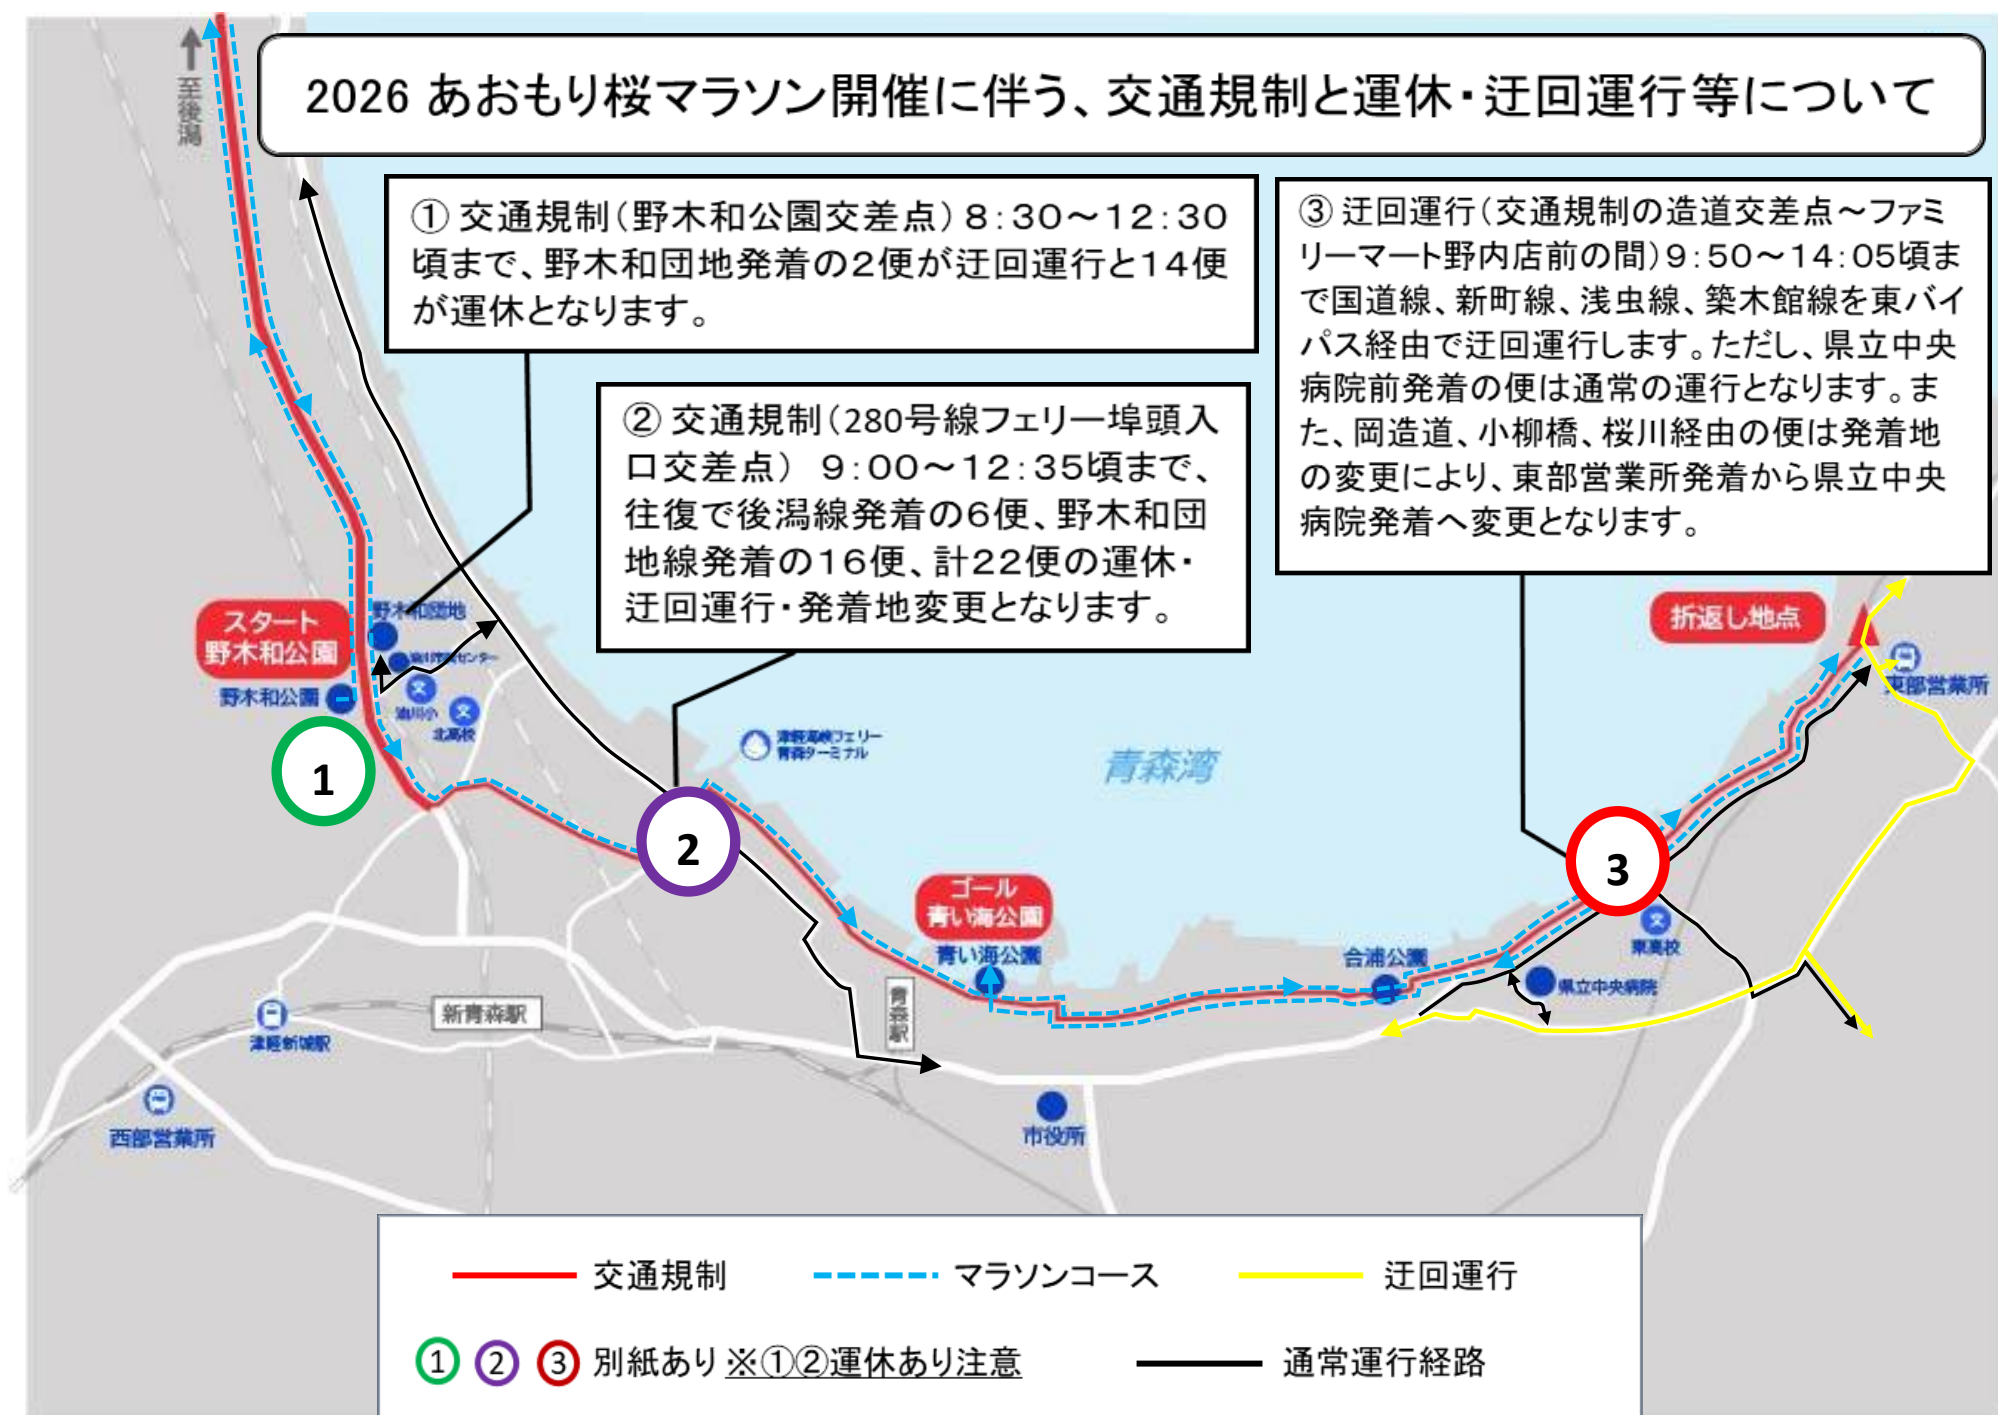 2026 あおもり桜マラソン開催に伴う、交通規制と運休・迂回運行等について
至後潟
① 交通規制（野木和公園交差点）8：30～12：30
頃まで、野木和団地発着の2便が迂回運行と14便
が運休となります。
③ 迂回運行（交通規制の造道交差点～ファミ
リーマート野内店前の間）9：50～14：05頃ま
で国道線、新町線、浅虫線、築木館線を東バイ
パス経由で迂回運行します。ただし、県立中央
病院前発着の便は通常の運行となります。ま
た、岡造道、小柳橋、桜川経由の便は発着地
の変更により、東部営業所発着から県立中央
病院発着へ変更となります。
② 交通規制（280号線フェリー埠頭入
口交差点） 9：00～12：35頃まで、
往復で後潟線発着の6便、野木和団
地線発着の16便、計22便の運休・
迂回運行・発着地変更となります。
スタート
野木和公園
野木和団地
野木和公園
油川小
北高校
1
2
津軽海峡フェリー
青森ターミナル
青森湾
折返し地点
東部営業所
3
ゴール
青い海公園
青い海公園
合浦公園
東高校
県立中央病院
新青森駅
青森駅
津軽新城駅
西部営業所
市役所
交通規制
マラソンコース
迂回運行
① ② ③ 別紙あり ※①②運休あり注意
通常運行経路